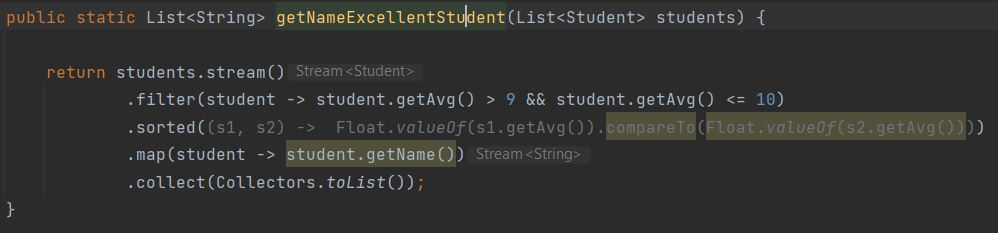 public static List<String> getNameExcellentStudent(List<Student> students) {
return students.stream() Stream<Student>
.filter(student -> student.getAvg() > 9 && student.getAvg() <= 10)
.sorted((s1, s2) -> Float.valueOf(s1.getAvg()).compareTo(Float.valueOf(s2.getAvg())))
.map(student -> student.getName()) Stream<String>
.collect(Collectors.toList());
}